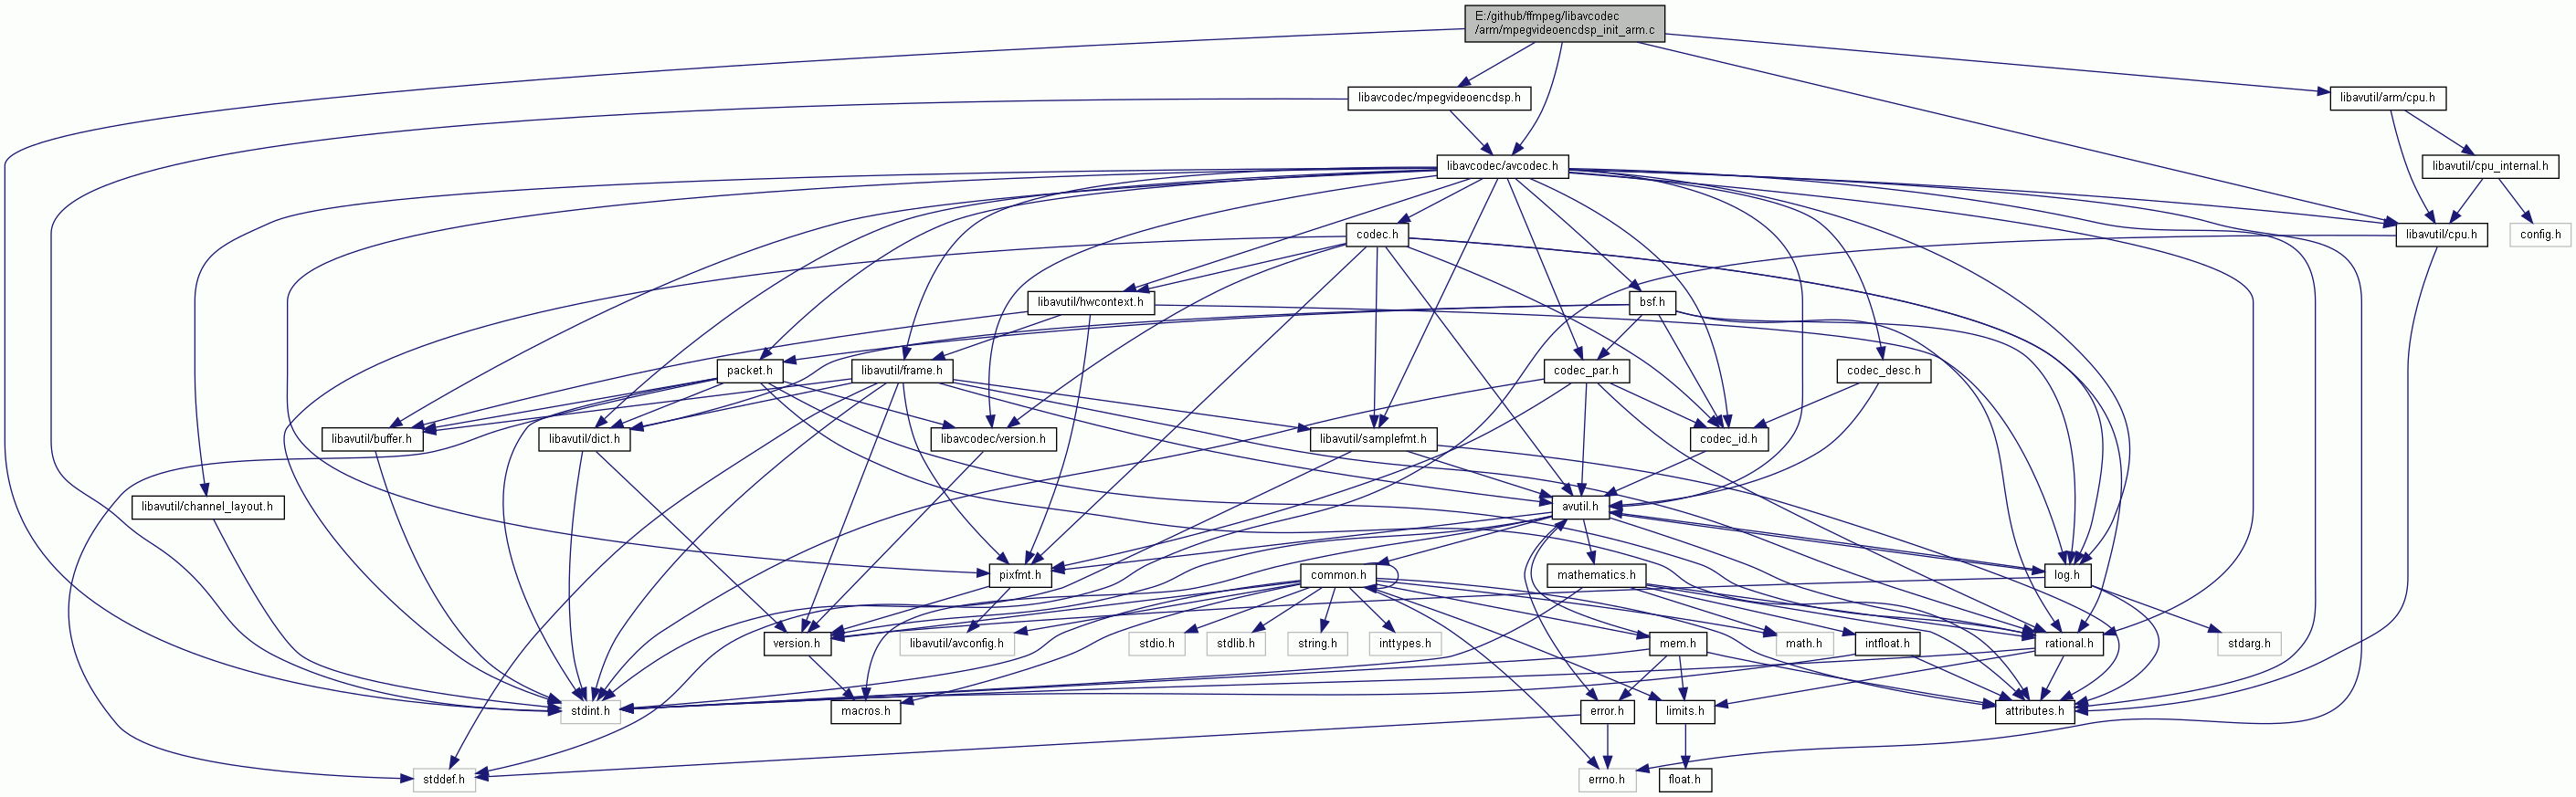 E:/github/ffmpeg/libavcodec
/arm/mpegvideoencdsp_init_arm.c
libavcodec/mpegvideoencdsp.h
libavutil/arm/cpu.h
libavcodec/avcodec.h
libavutil/cpu_internal.h
codec.h
libavutil/cpu.h
config.h
libavutil/hwcontext.h
bsf.h
packet.h
libavutil/frame.h
codec_par.h
codec_desc.h
libavutil/buffer.h
libavutil/dict.h
libavcodec/version.h
libavutil/samplefmt.h
codec_id.h
libavutil/channel_layout.h
avutil.h
pixfmt.h
common.h
mathematics.h
log.h
version.h
libavutil/avconfig.h
stdio.h
stdlib.h
string.h
inttypes.h
mem.h
math.h
intfloat.h
rational.h
stdarg.h
stdint.h
macros.h
error.h
limits.h
attributes.h
stddef.h
errno.h
float.h